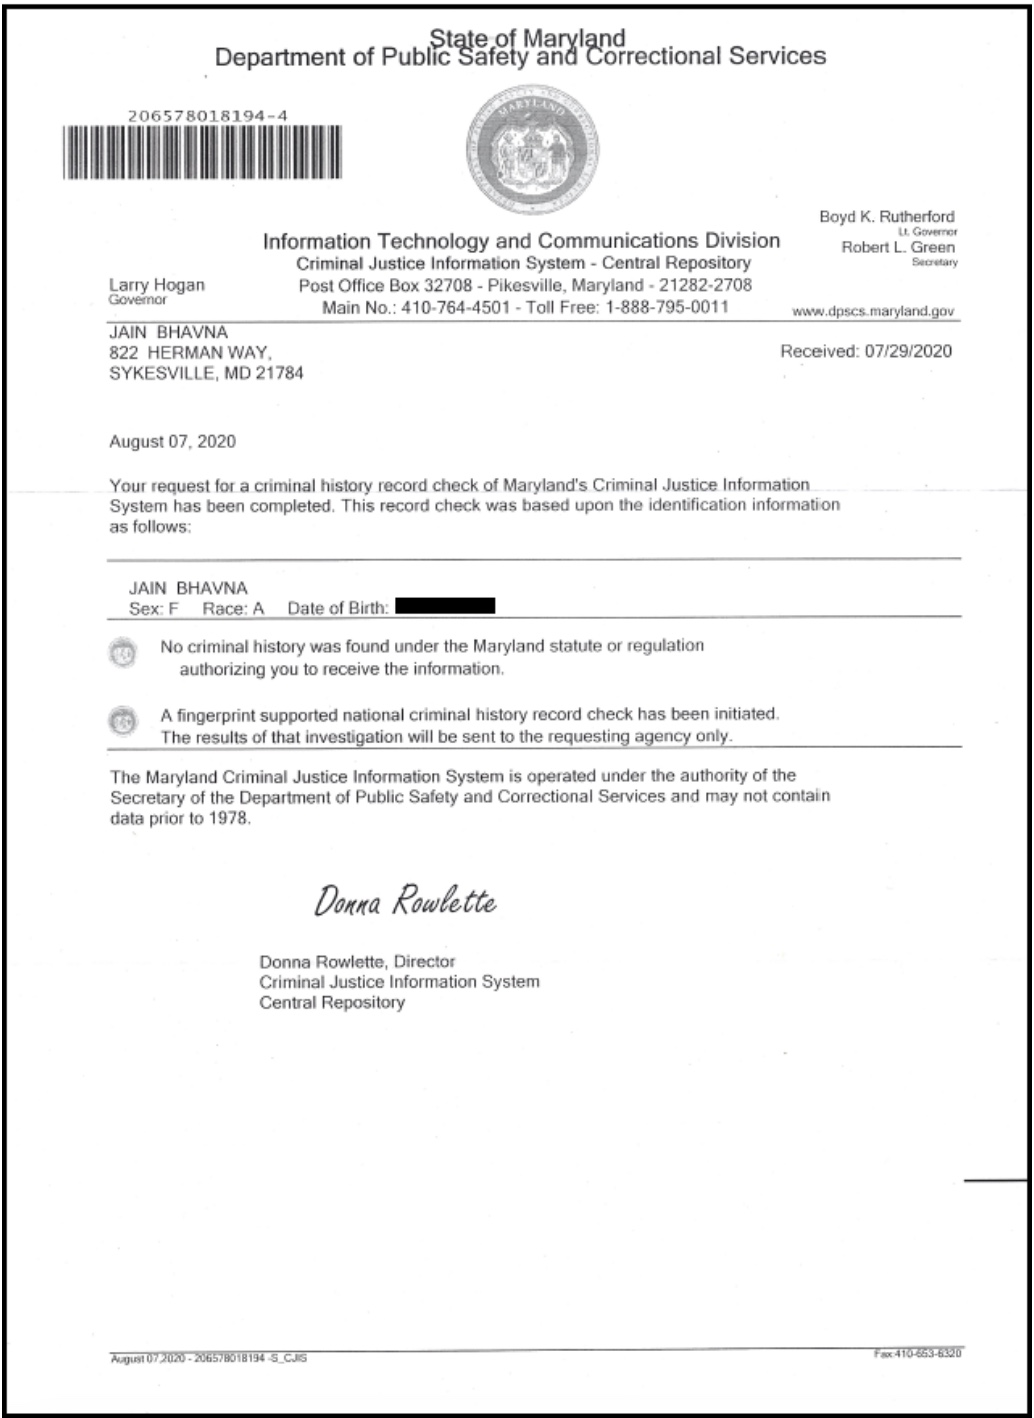 State of Maryland
Department of Public Safety and Correctional Services
206578018194-4
MARYLAND
Boyd K. Rutherford
Lt. Governor
Robert L. Green
Secretary
Information Technology and Communications Division
Criminal Justice Information System - Central Repository
Larry Hogan
Governor
Post Office Box 32708 - Pikesville, Maryland - 21282-2708
Main No.: 410-764-4501 - Toll Free: 1-888-795-0011
www.dpscs.maryland.gov
JAIN BHAVNA
822 HERMAN WAY,
SYKESVILLE, MD 21784
Received: 07/29/2020
August 07, 2020
Your request for a criminal history record check of Maryland's Criminal Justice Information
System has been completed. This record check was based upon the identification information
as follows:
JAIN BHAVNA
Sex: F Race: A Date of Birth:
No criminal history was found under the Maryland statute or regulation
authorizing you to receive the information.
A fingerprint supported national criminal history record check has been initiated.
The results of that investigation will be sent to the requesting agency only.
The Maryland Criminal Justice Information System is operated under the authority of the
Secretary of the Department of Public Safety and Correctional Services and may not contain
data prior to 1978.
Donna Rowlette
Donna Rowlette, Director
Criminal Justice Information System
Central Repository
August 07,2020 - 206578018194 -S_CJIS
Fax:410-653-6320